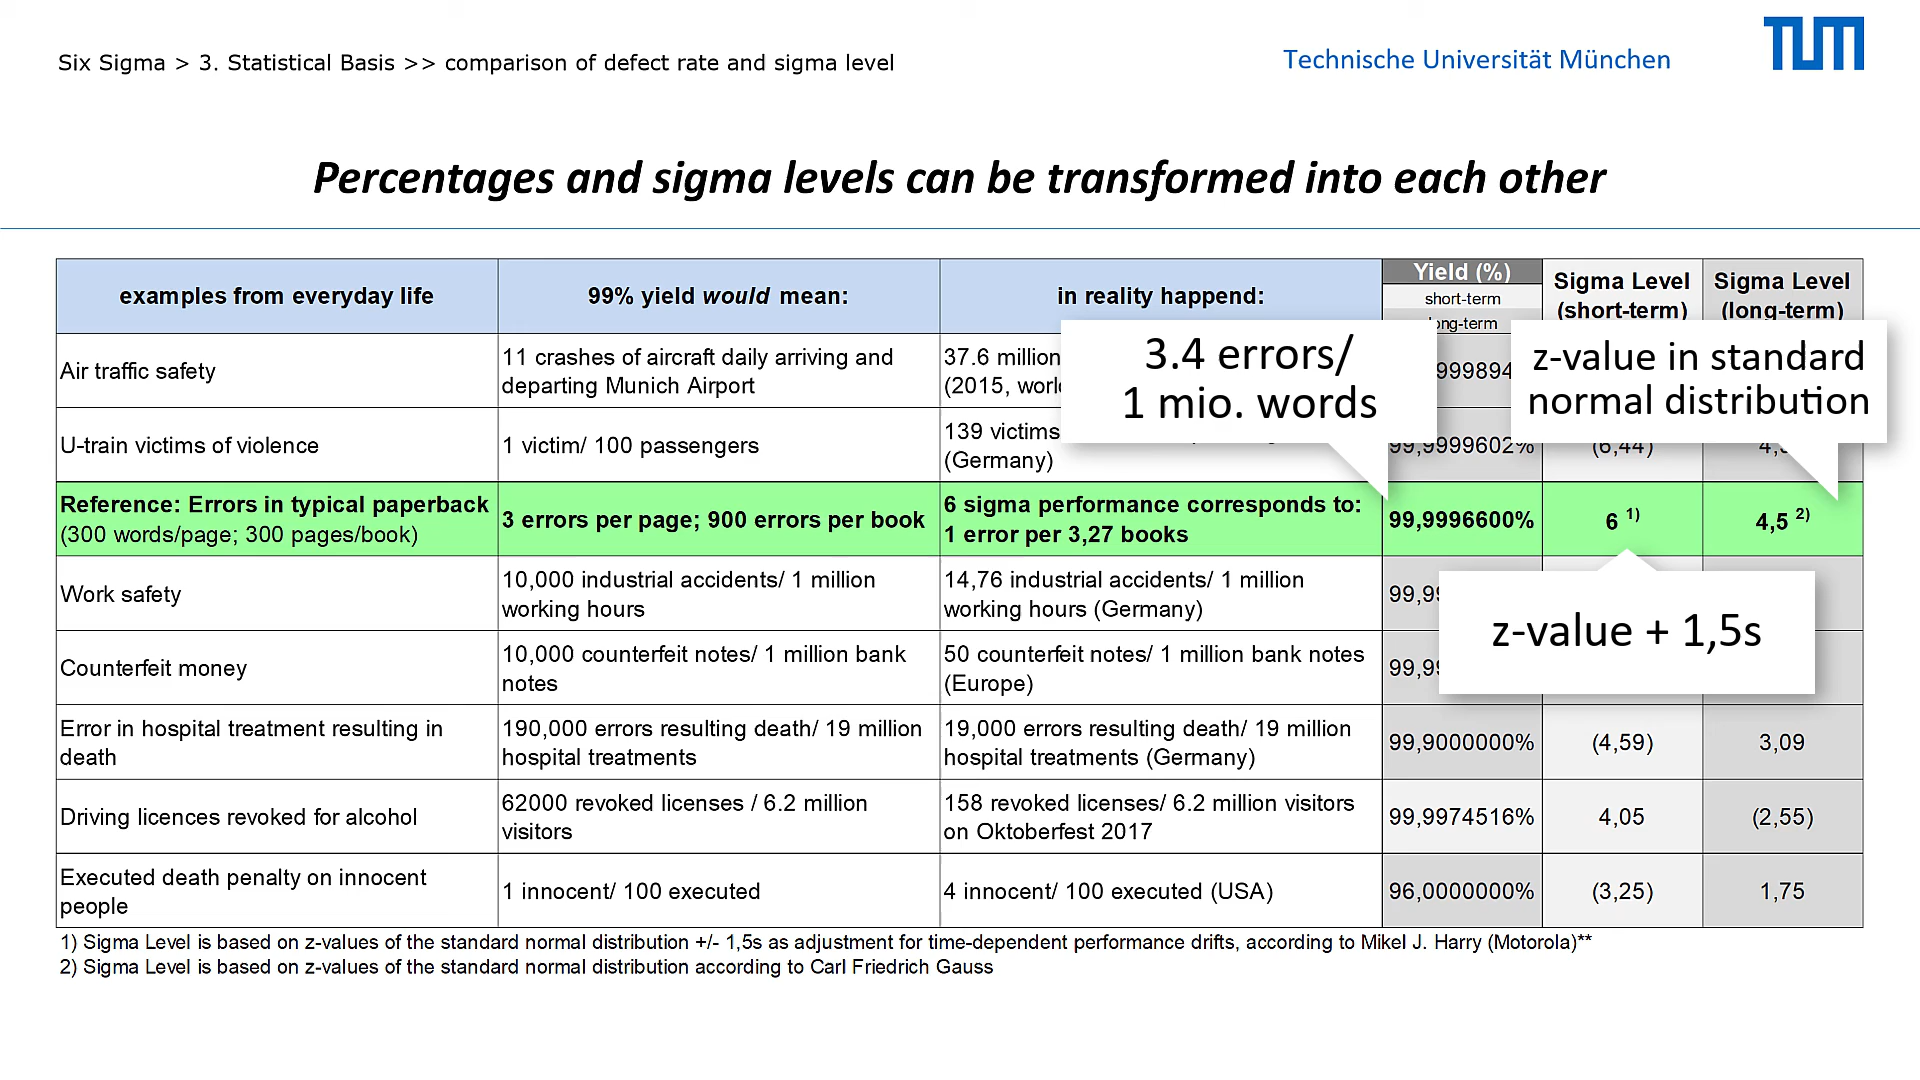 Six Sigma > 3. Statistical Basis >> comparison of defect rate and sigma level
Technische Universität München
TUM
Percentages and sigma levels can be transformed into each other
examples from everyday life
99% yield would mean:
in reality happend:
Yield (%)
short-term
long-term
Sigma Level
(short-term)
Sigma Level
(long-term)
Air traffic safety
11 crashes of aircraft daily arriving and
departing Munich Airport
37.6 million
(2015,
3.4 errors/
1 mio. words
z-value in standard
normal distribution
U-train victims of violence
1 victim/ 100 passengers
139 victims
(Germany)
99,9999602%
(6,44)
Reference: Errors in typical paperback
(300 words/page; 300 pages/book)
3 errors per page; 900 errors per book
6 sigma performance corresponds to:
1 error per 3,27 books
99,9996600%
6 1)
4,5 2)
Work safety
10,000 industrial accidents/ 1 million
working hours
14,76 industrial accidents/ 1 million
working hours (Germany)
z-value + 1,5s
Counterfeit money
10,000 counterfeit notes/ 1 million bank
notes
50 counterfeit notes/ 1 million bank notes
(Europe)
Error in hospital treatment resulting in
death
190,000 errors resulting death/ 19 million
hospital treatments
19,000 errors resulting death/ 19 million
hospital treatments (Germany)
99,9000000%
(4,59)
3,09
Driving licences revoked for alcohol
62000 revoked licenses / 6.2 million
visitors
158 revoked licenses/ 6.2 million visitors
on Oktoberfest 2017
99,9974516%
4,05
(2,55)
Executed death penalty on innocent
people
1 innocent/ 100 executed
4 innocent/ 100 executed (USA)
96,0000000%
(3,25)
1,75
1) Sigma Level is based on z-values of the standard normal distribution +/- 1,5s as adjustment for time-dependent performance drifts, according to Mikel J. Harry (Motorola)**
2) Sigma Level is based on z-values of the standard normal distribution according to Carl Friedrich Gauss